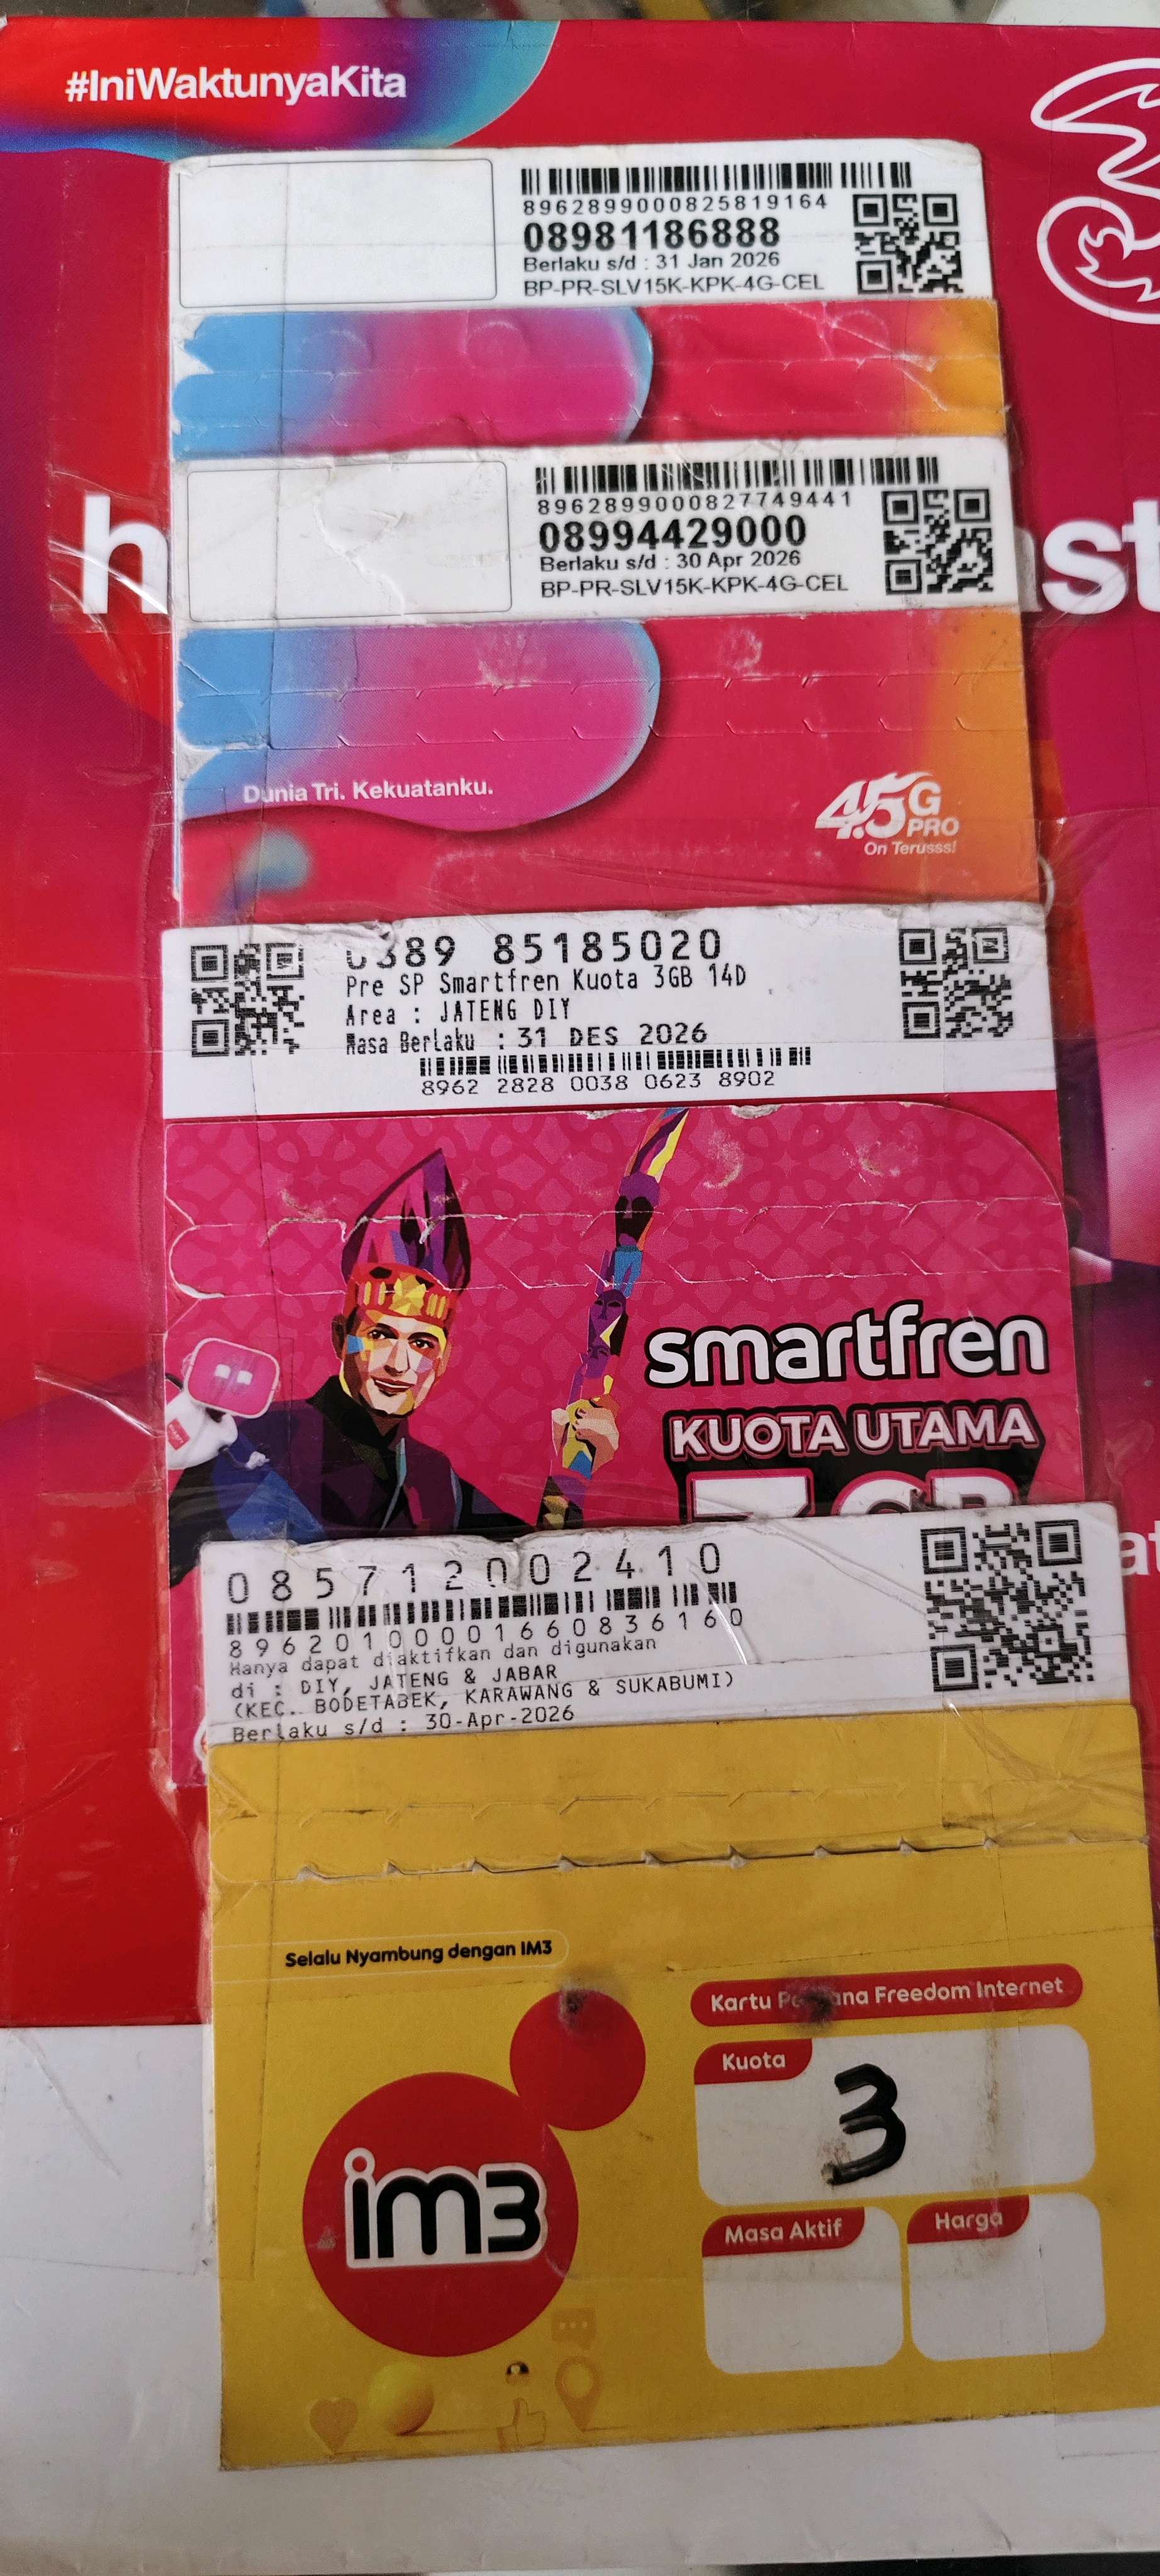 #IniWaktunyaKita
8962899000825819164
08981186888
Berlaku s/d : 31 Jan 2026
BP-PR-SLV15K-KPK-4G-CEL
8962899000827749441
08994429000
Berlaku s/d : 30 Apr 2026
BP-PR-SLV15K-KPK-4G-CEL
Dunia Tri. Kekuatanku.
4.5G
PRO
On Terusss!
85185020
Pre SP Smartfren Kuota 3GB 14D
Area : JATENG DIY
Masa Berlaku : 31 DES 2026
8962 2828 0038 0623 8902
smartfren
KUOTA UTAMA
085712002410
89620100001660836160
Hanya dapat diaktifkan dan digunakan
di : DIY, JATENG & JABAR
(KEC. BODETABEK, KARAWANG & SUKABUMI)
Berlaku s/d : 30-Apr-2026
Selalu Nyambung dengan IM3
Kartu Perdana Freedom Internet
Kuota
3
im3
Masa Aktif
Harga